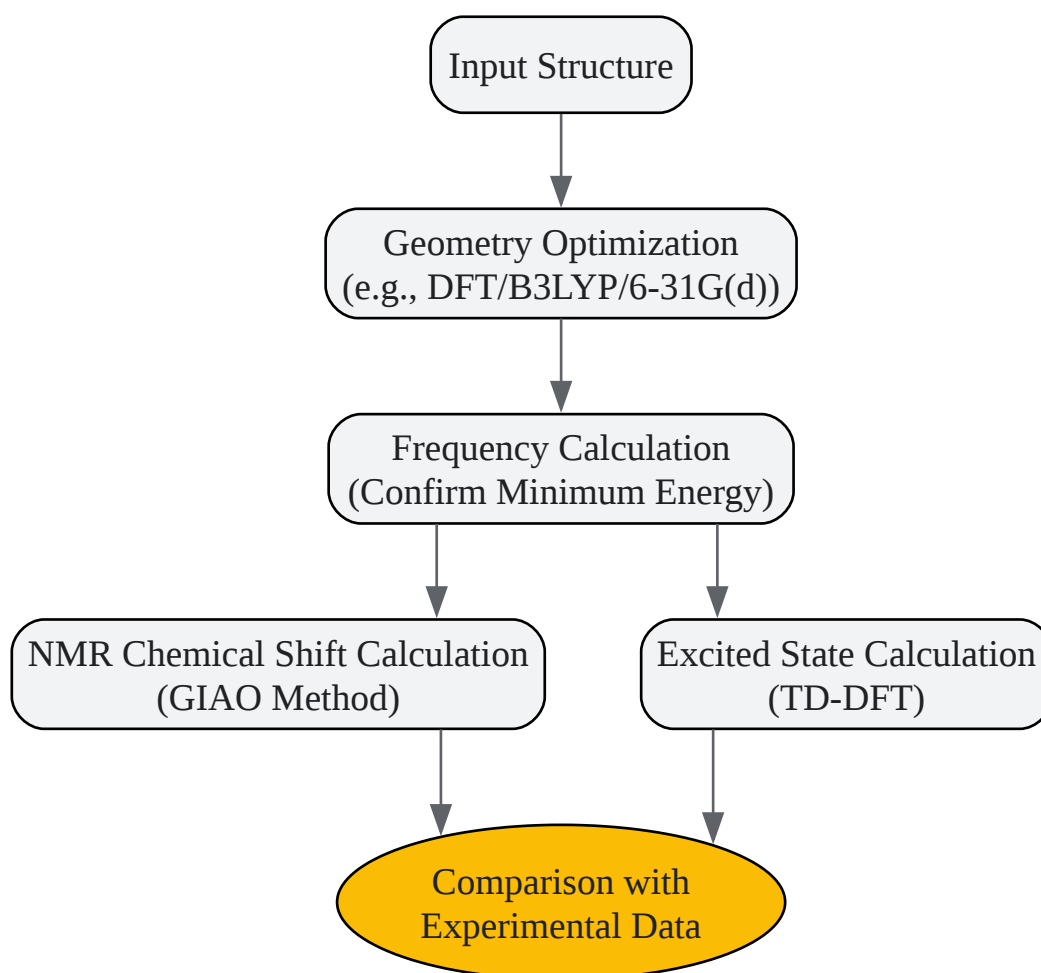 Input Structure
Geometry Optimization
(e.g., DFT/B3LYP/6-31G(d))
Frequency Calculation
(Confirm Minimum Energy)
NMR Chemical Shift Calculation
(GIAO Method)
Excited State Calculation
(TD-DFT)
Comparison with
Experimental Data